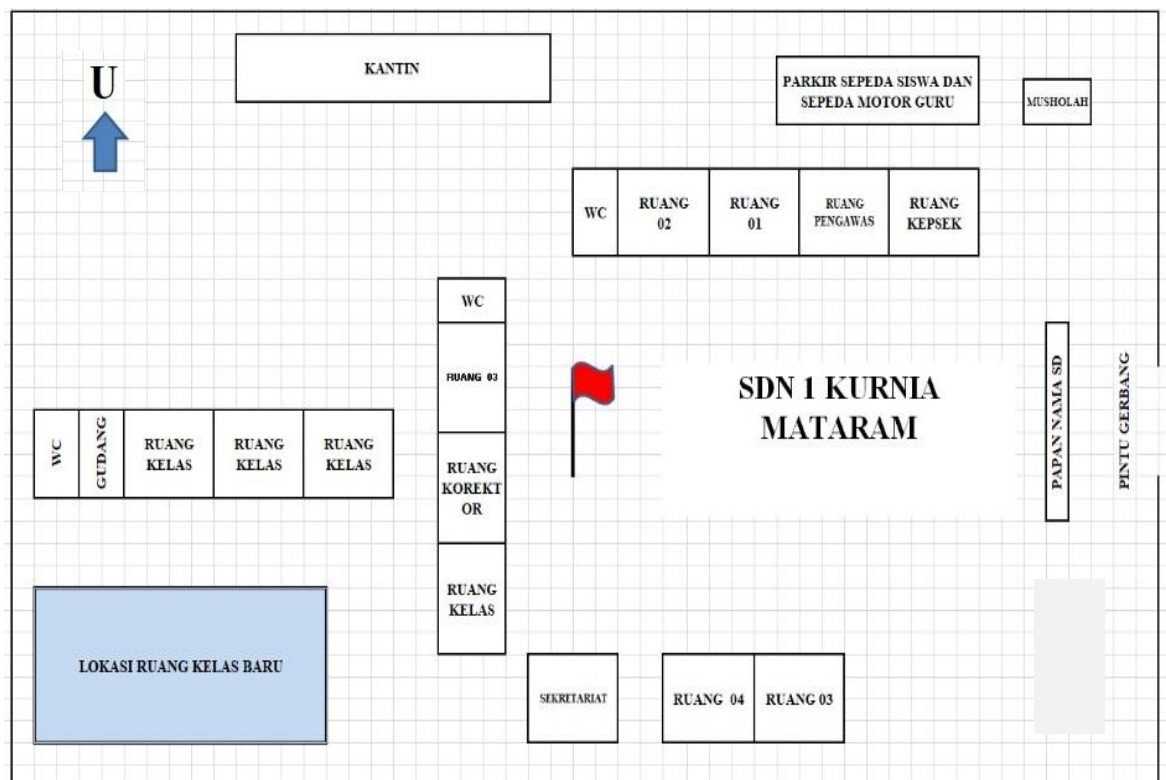 U
KANTIN
PARKIR SEPEDA SISWA DAN
SEPEDA MOTOR GURU
MUSHOLAH
WC
RUANG
02
RUANG
01
RUANG
PENGAWAS
RUANG
KEPSEK
WC
RUANG 03
RUANG
KOREKT
OR
RUANG
KELAS
SDN 1 KURNIA
MATARAM
PAPAN NAMA SD
PINTU GERBANG
WC
GUDANG
RUANG
KELAS
RUANG
KELAS
RUANG
KELAS
LOKASI RUANG KELAS BARU
SEKRETARIAT
RUANG 04
RUANG 03